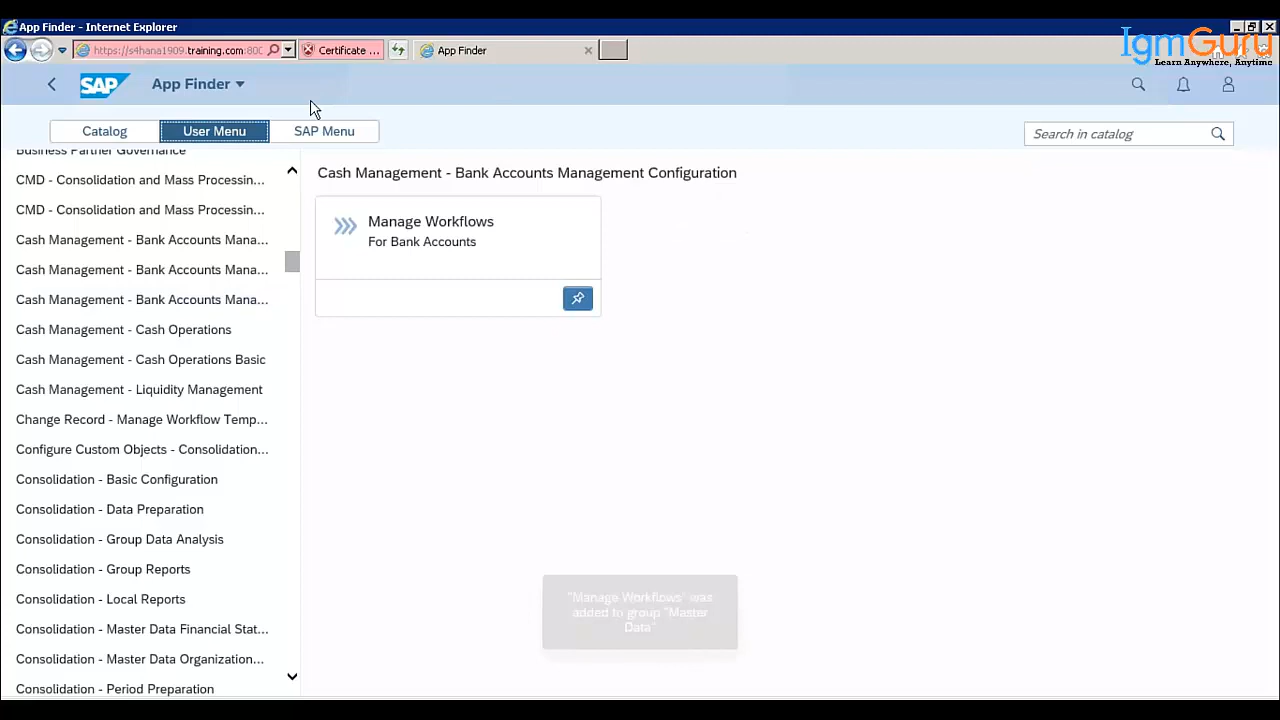 App Finder - Internet Explorer
https://s4hana1909.training.com:800
Certificate ...
App Finder
IgmGuru
Learn Anywhere, Anytime
SAP
App Finder
Catalog
User Menu
SAP Menu
Search in catalog
Business Partner Governance
CMD - Consolidation and Mass Processin...
CMD - Consolidation and Mass Processin...
Cash Management - Bank Accounts Mana...
Cash Management - Bank Accounts Mana...
Cash Management - Bank Accounts Mana...
Cash Management - Cash Operations
Cash Management - Cash Operations Basic
Cash Management - Liquidity Management
Change Record - Manage Workflow Temp...
Configure Custom Objects - Consolidation...
Consolidation - Basic Configuration
Consolidation - Data Preparation
Consolidation - Group Data Analysis
Consolidation - Group Reports
Consolidation - Local Reports
Consolidation - Master Data Financial Stat...
Consolidation - Master Data Organization...
Consolidation - Period Preparation
Cash Management - Bank Accounts Management Configuration
Manage Workflows
For Bank Accounts
"Manage Workflows" was
added to group "Master
Data"